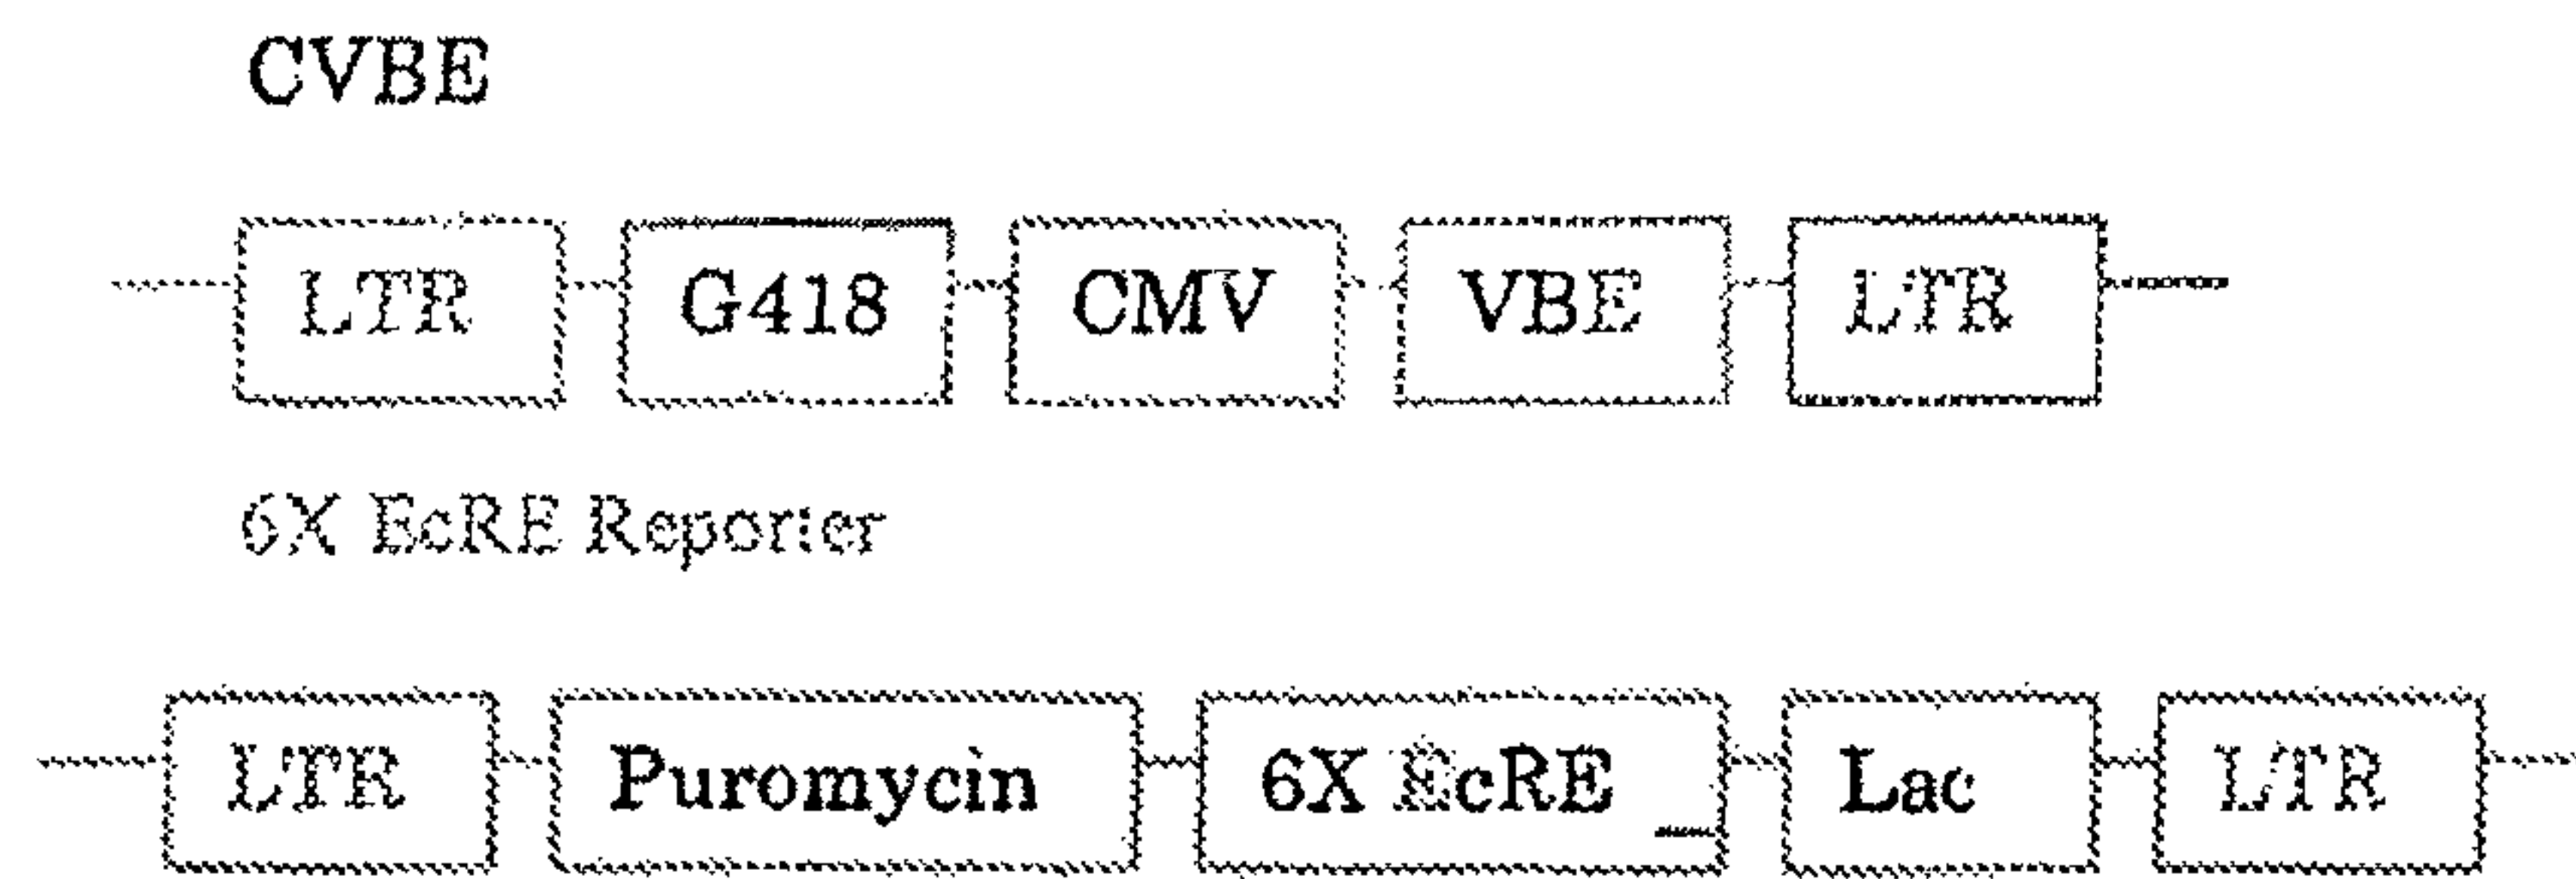 CVBE
LTR G418 CMV VBE LTR
6X EcRE Reporter
LTR Puromycin 6X EcRE Lac LTR